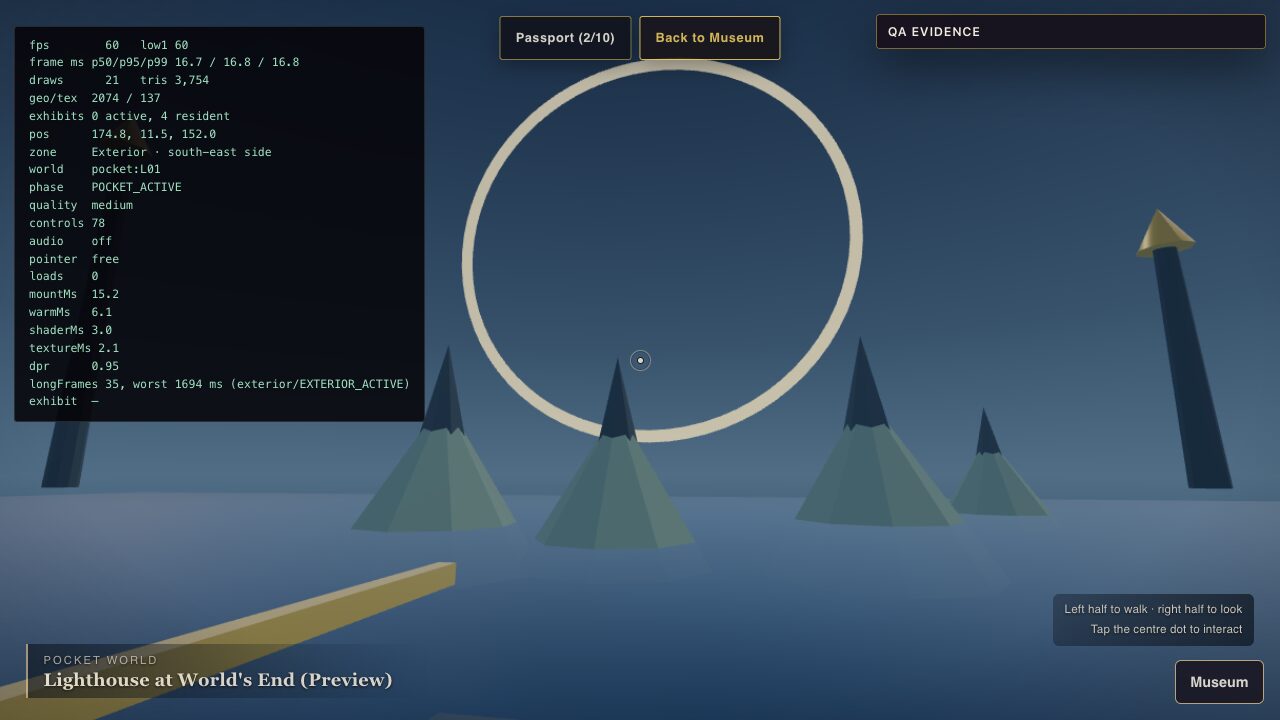 fps 60 low1 60
frame ms p50/p95/p99 16.7 / 16.8 / 16.8
draws 21 tris 3,754
geo/tex 2074 / 137
exhibits 0 active, 4 resident
pos 174.8, 11.5, 152.0
zone Exterior · south-east side
world pocket:L01
phase POCKET_ACTIVE
quality medium
controls 78
audio off
pointer free
loads 0
mountMs 15.2
warmMs 6.1
shaderMs 3.0
textureMs 2.1
dpr 0.95
longFrames 35, worst 1694 ms (exterior/EXTERIOR_ACTIVE)
exhibit —
Passport (2/10)
Back to Museum
QA EVIDENCE
Left half to walk · right half to look
Tap the centre dot to interact
POCKET WORLD
Lighthouse at World's End (Preview)
Museum